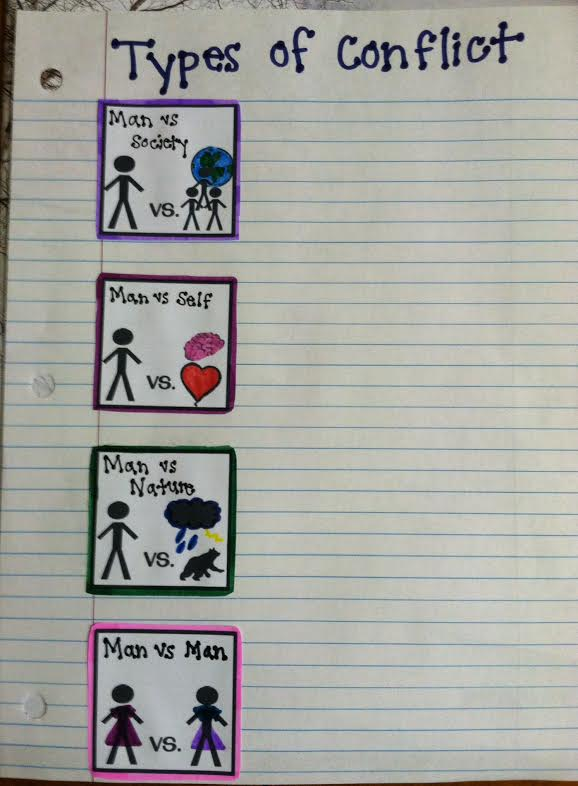 Types of Conflict
Man vs
Society
vs.
Man vs Self
vs.
Man vs
Nature
vs.
Man vs Man
vs.